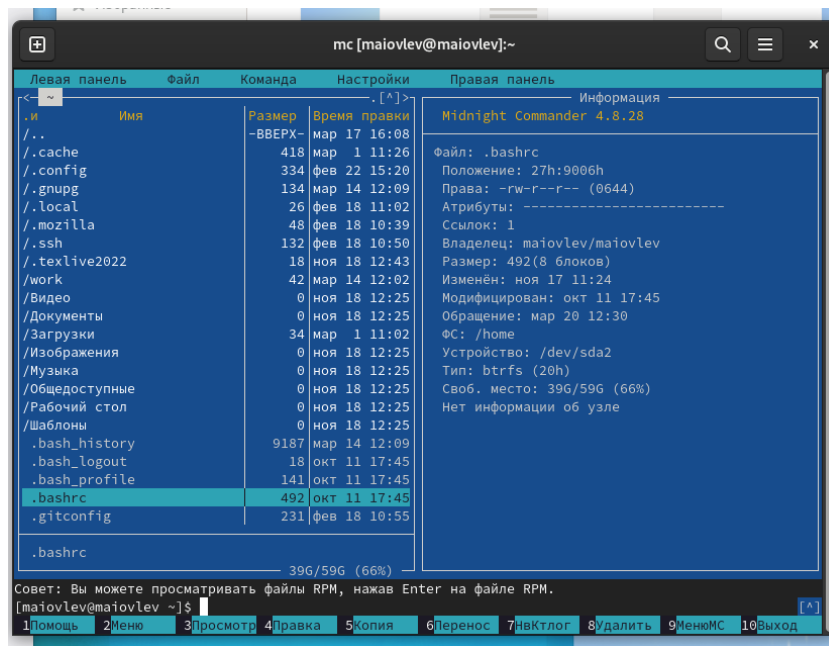 mc [maiovlev@maiovlev]:~
Левая панель Файл Команда Настройки Правая панель
<— ~ .[^]>
.и Имя Размер Время правки
/.. -ВВЕРХ- мар 17 16:08
/.cache 418 мар 1 11:26
/.config 334 фев 22 15:20
/.gnupg 134 мар 14 12:09
/.local 26 фев 18 11:02
/.mozilla 48 фев 18 10:39
/.ssh 132 фев 18 10:50
/.texlive2022 18 ноя 18 12:43
/work 42 мар 14 12:02
/Видео 0 ноя 18 12:25
/Документы 0 ноя 18 12:25
/Загрузки 34 мар 1 11:02
/Изображения 0 ноя 18 12:25
/Музыка 0 ноя 18 12:25
/Общедоступные 0 ноя 18 12:25
/Рабочий стол 0 ноя 18 12:25
/Шаблоны 0 ноя 18 12:25
.bash_history 9187 мар 14 12:09
.bash_logout 18 окт 11 17:45
.bash_profile 141 окт 11 17:45
.bashrc 492 окт 11 17:45
.gitconfig 231 фев 18 10:55
.bashrc
39G/59G (66%)
Информация
Midnight Commander 4.8.28
Файл: .bashrc
Положение: 27h:9006h
Права: -rw-r--r-- (0644)
Атрибуты: -------------------------
Ссылок: 1
Владелец: maiovlev/maiovlev
Размер: 492(8 блоков)
Изменён: ноя 17 11:24
Модифицирован: окт 11 17:45
Обращение: мар 20 12:30
ФС: /home
Устройство: /dev/sda2
Тип: btrfs (20h)
Своб. место: 39G/59G (66%)
Нет информации об узле
Совет: Вы можете просматривать файлы RPM, нажав Enter на файле RPM.
[maiovlev@maiovlev ~]$ [^]
1Помощь 2Меню 3Просмотр 4Правка 5Копия 6Перенос 7НвКтлог 8Удалить 9МенюMC 10Выход